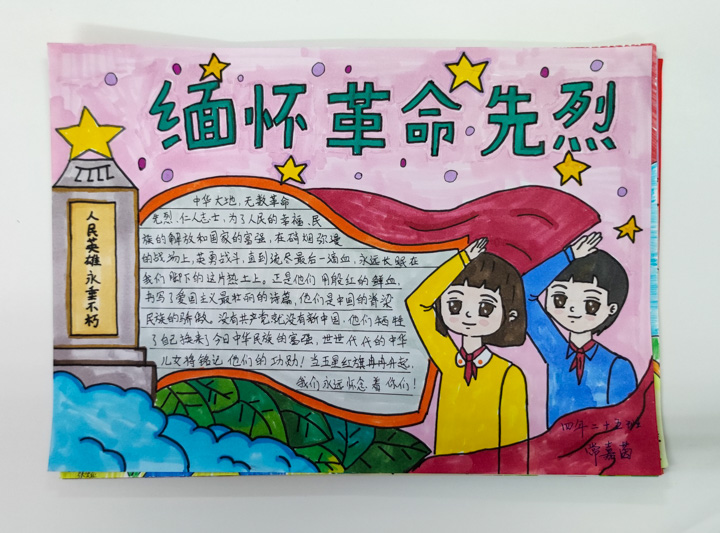 缅怀革命先烈
人民英雄永垂不朽
中华大地，无数革命
先烈、仁人志士，为了人民的幸福、民
族的解放和国家的富强，在硝烟弥漫
的战场上，英勇战斗，直到流尽最后一滴血，永远长眠在
我们脚下的这片热土上。正是他们用殷红的鲜血，
书写了爱国主义最壮丽的诗篇，他们是中国的脊梁
民族的骄傲，没有共产党就没有新中国，他们牺牲
了自己换来了今日中华民族的富强，世世代代的中华
儿女将铭记他们的功勋！当五星红旗冉冉升起，
我们永远怀念着你们！
四年二十五班
常嘉茵